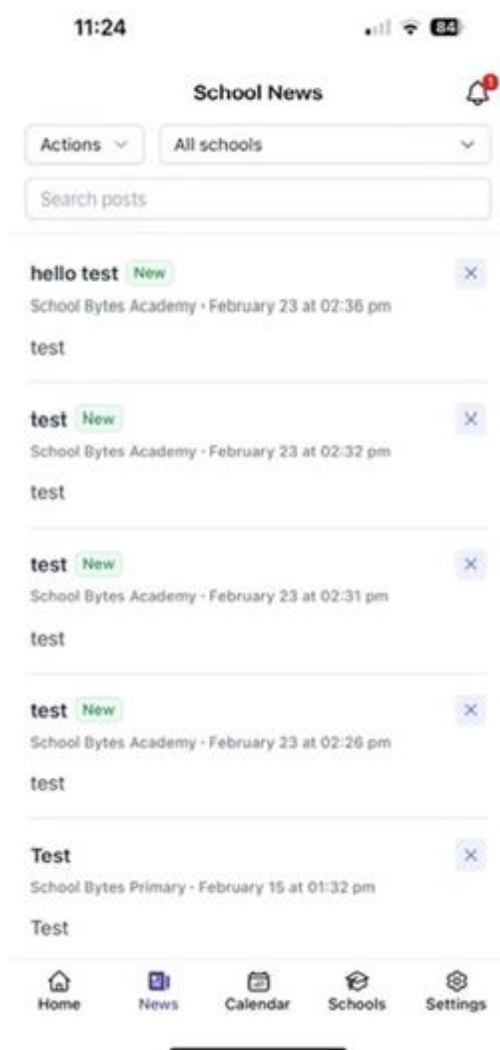 11:24 84
School News 1
Actions All schools
Search posts
hello test New
School Bytes Academy • February 23 at 02:36 pm
test
test New
School Bytes Academy • February 23 at 02:32 pm
test
test New
School Bytes Academy • February 23 at 02:31 pm
test
test New
School Bytes Academy • February 23 at 02:26 pm
test
Test
School Bytes Primary • February 15 at 01:32 pm
Test
Home News Calendar Schools Settings